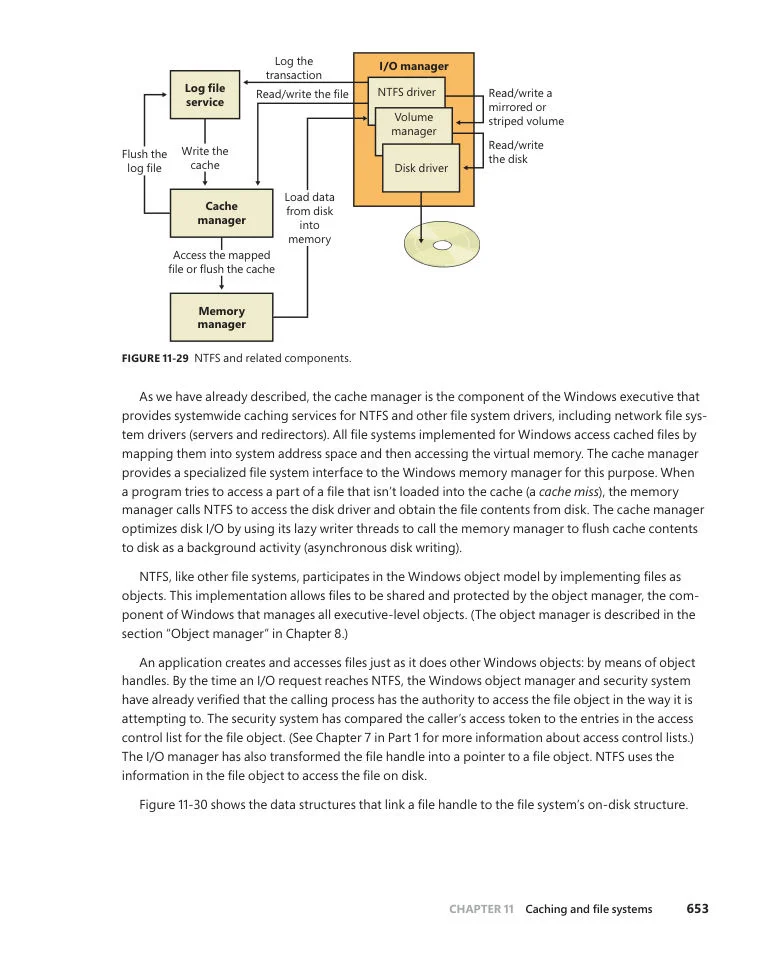 Log the
transaction
I/O manager
Log file
service
Read/write the file
NTFS driver
Read/write a
mirrored or
striped volume
Volume
manager
Read/write
the disk
Flush the
log file
Write the
cache
Disk driver
Cache
manager
Load data
from disk
into
memory
Access the mapped
file or flush the cache
Memory
manager
FIGURE 11-29 NTFS and related components.
As we have already described, the cache manager is the component of the Windows executive that
provides systemwide caching services for NTFS and other file system drivers, including network file sys-
tem drivers (servers and redirectors). All file systems implemented for Windows access cached files by
mapping them into system address space and then accessing the virtual memory. The cache manager
provides a specialized file system interface to the Windows memory manager for this purpose. When
a program tries to access a part of a file that isn’t loaded into the cache (a cache miss), the memory
manager calls NTFS to access the disk driver and obtain the file contents from disk. The cache manager
optimizes disk I/O by using its lazy writer threads to call the memory manager to flush cache contents
to disk as a background activity (asynchronous disk writing).
NTFS, like other file systems, participates in the Windows object model by implementing files as
objects. This implementation allows files to be shared and protected by the object manager, the com-
ponent of Windows that manages all executive-level objects. (The object manager is described in the
section “Object manager” in Chapter 8.)
An application creates and accesses files just as it does other Windows objects: by means of object
handles. By the time an I/O request reaches NTFS, the Windows object manager and security system
have already verified that the calling process has the authority to access the file object in the way it is
attempting to. The security system has compared the caller’s access token to the entries in the access
control list for the file object. (See Chapter 7 in Part 1 for more information about access control lists.)
The I/O manager has also transformed the file handle into a pointer to a file object. NTFS uses the
information in the file object to access the file on disk.
Figure 11-30 shows the data structures that link a file handle to the file system’s on-disk structure.
CHAPTER 11 Caching and file systems 653